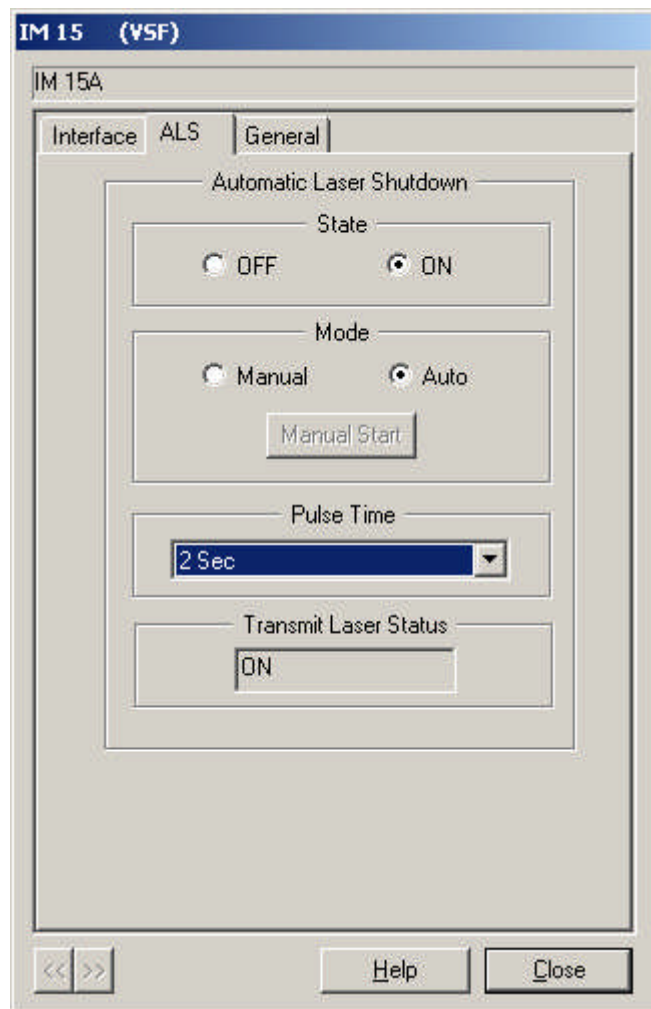 IM 15 (VSF)
IM 15A
Interface ALS General
Automatic Laser Shutdown
State
OFF ON
Mode
Manual Auto
Manual Start
Pulse Time
2 Sec
Transmit Laser Status
ON
<< >> Help Close